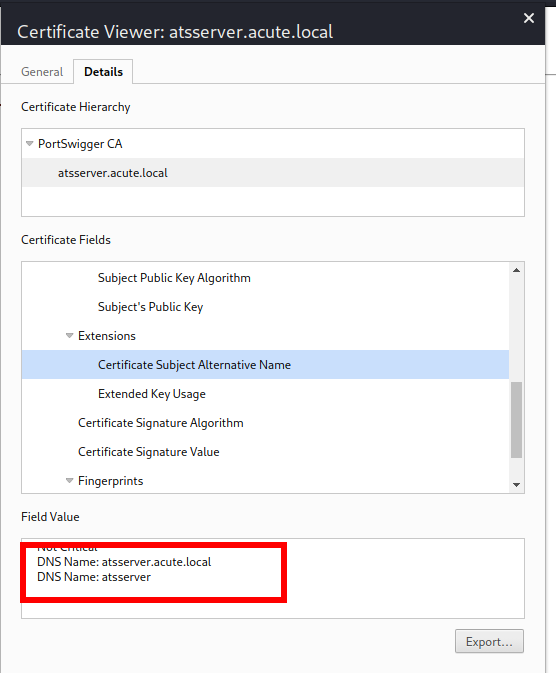 Certificate Viewer: atsserver.acute.local
General
Details
Certificate Hierarchy
PortSwigger CA
atsserver.acute.local
Certificate Fields
Subject Public Key Algorithm
Subject's Public Key
Extensions
Certificate Subject Alternative Name
Extended Key Usage
Certificate Signature Algorithm
Certificate Signature Value
Fingerprints
Field Value
Not Critical
DNS Name: atsserver.acute.local
DNS Name: atsserver
Export...